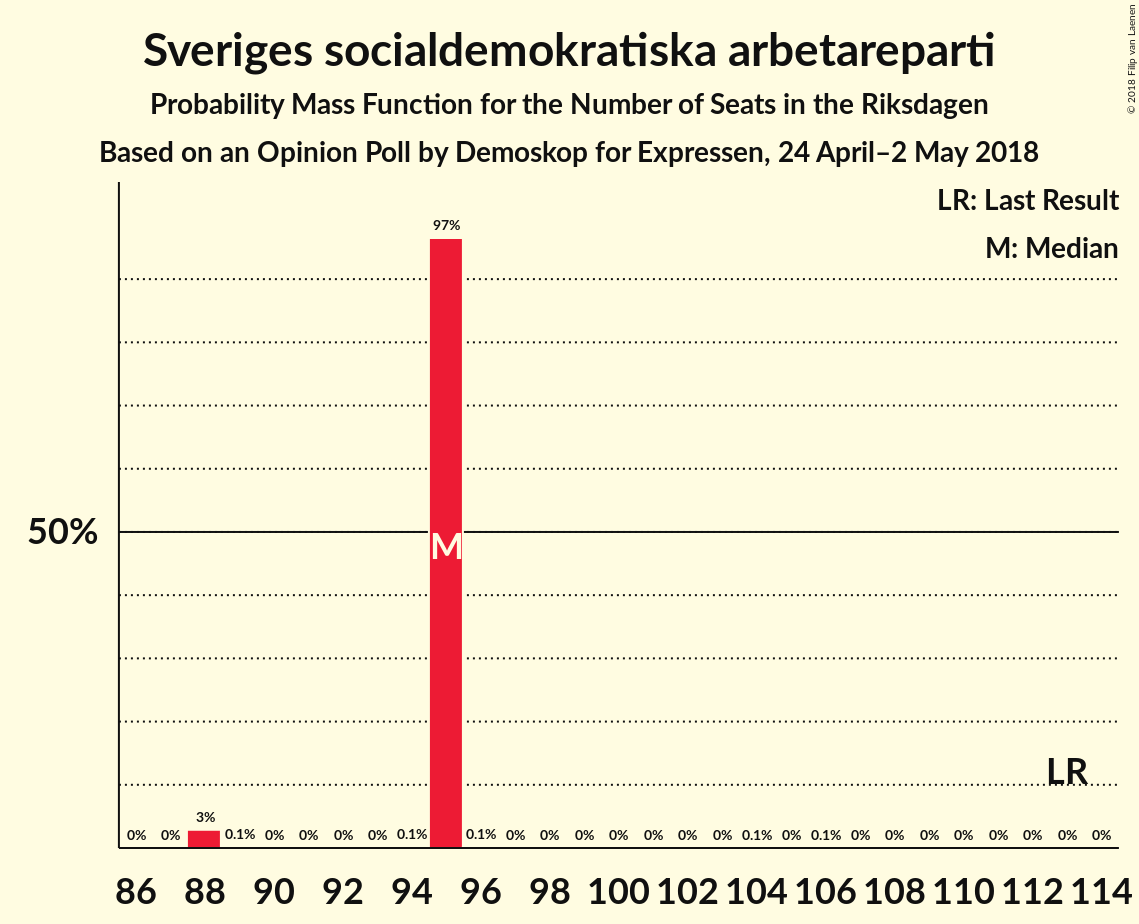 Sveriges socialdemokratiska arbetareparti
Probability Mass Function for the Number of Seats in the Riksdagen
Based on an Opinion Poll by Demoskop for Expressen, 24 April–2 May 2018
© 2018 Filip van Laenen
LR: Last Result
M: Median
97%
50%
M
LR
0% 0% 3% 0.1% 0% 0% 0% 0% 0.1% 0.1% 0% 0% 0% 0% 0% 0% 0% 0.1% 0% 0.1% 0% 0% 0% 0% 0% 0% 0% 0%
86 88 90 92 94 96 98 100 102 104 106 108 110 112 114